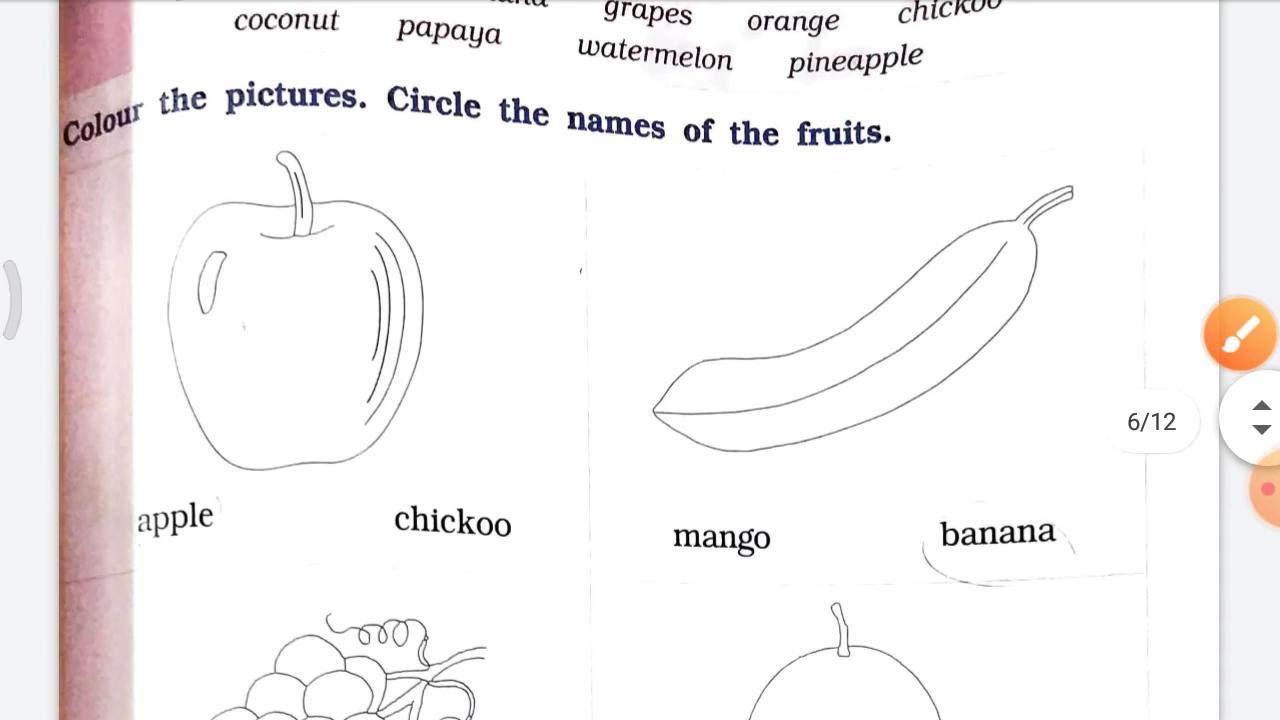 grapes orange chickoo
coconut papaya watermelon pineapple
Colour the pictures. Circle the names of the fruits.
apple chickoo mango banana
6/12